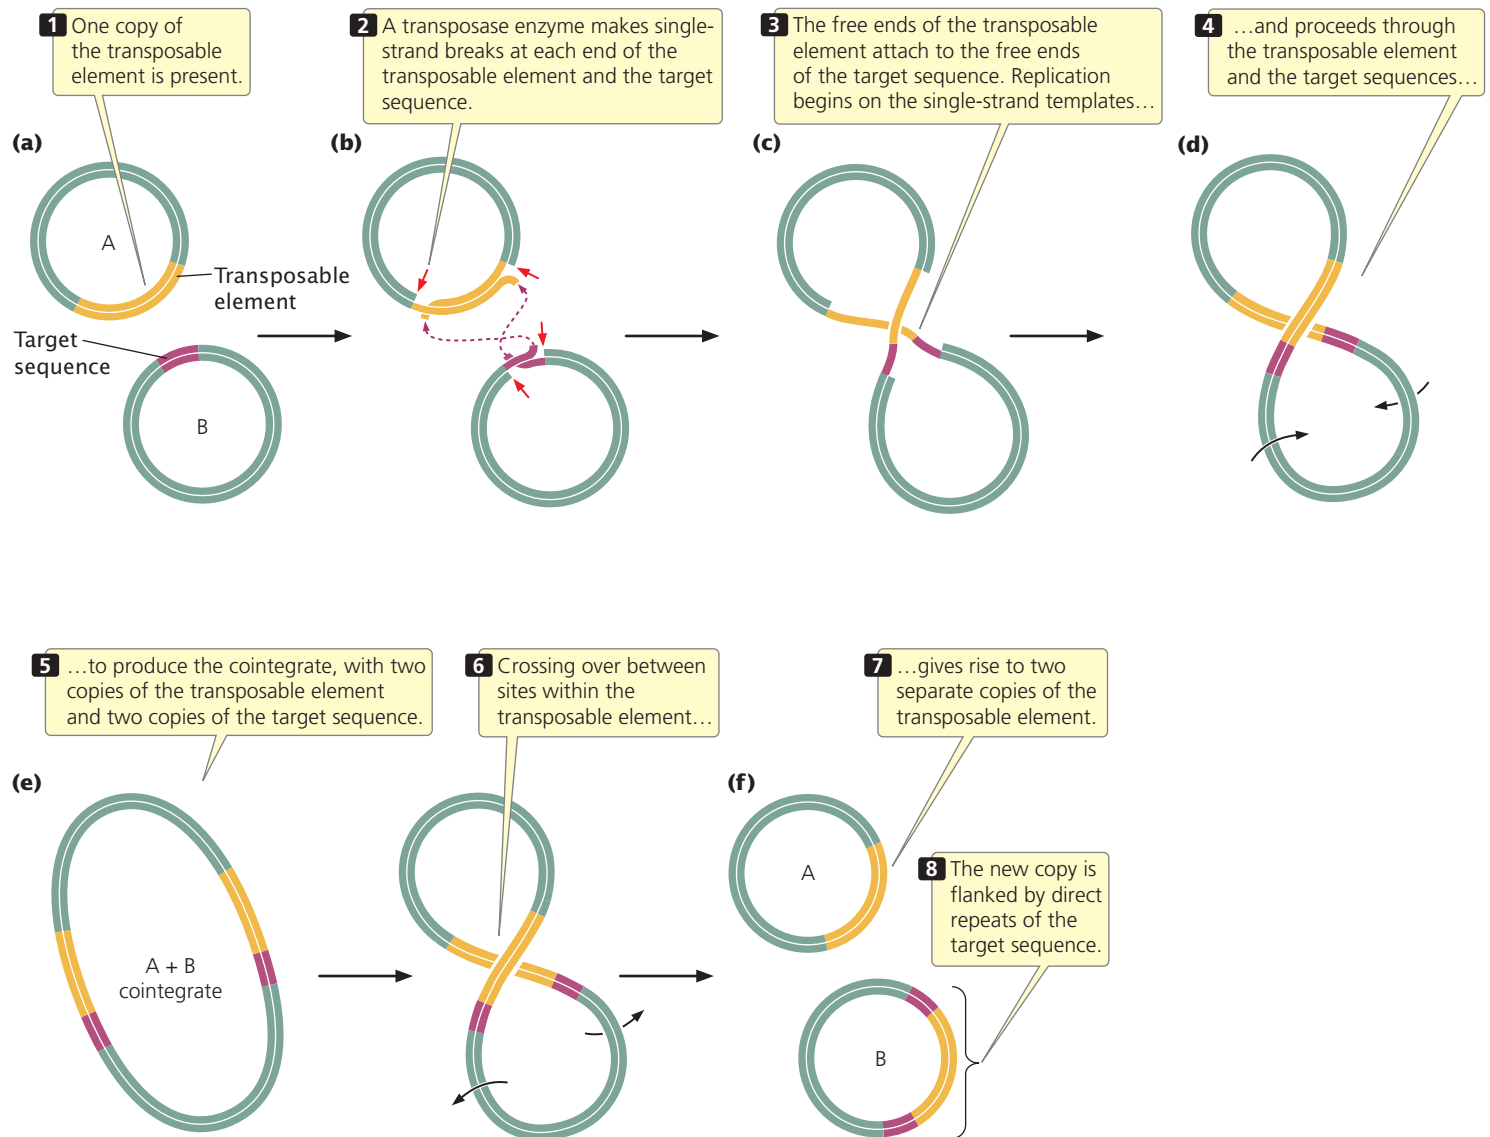 1 One copy of
the transposable
element is present.
2 A transposase enzyme makes single-
strand breaks at each end of the
transposable element and the target
sequence.
3 The free ends of the transposable
element attach to the free ends
of the target sequence. Replication
begins on the single-strand templates…
4 …and proceeds through
the transposable element
and the target sequences…
(a)
(b)
(c)
(d)
A
Transposable
element
Target
sequence
B
5 …to produce the cointegrate, with two
copies of the transposable element
and two copies of the target sequence.
6 Crossing over between
sites within the
transposable element…
7 …gives rise to two
separate copies of the
transposable element.
(e)
(f)
A + B
cointegrate
A
8 The new copy is
flanked by direct
repeats of the
target sequence.
B